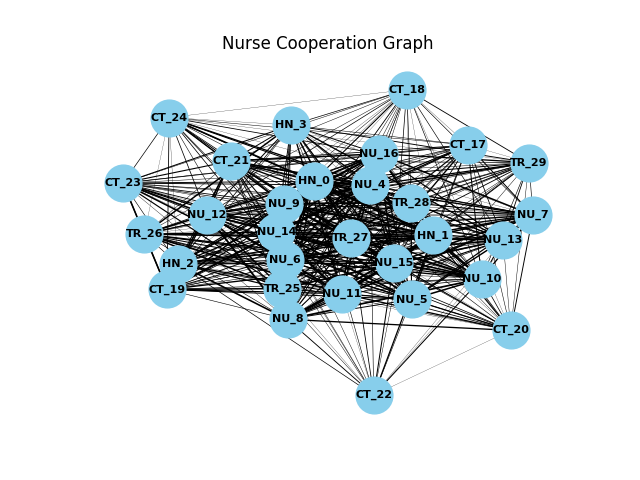 Nurse Cooperation Graph
CT_18
CT_24
HN_3
CT_17
NU_16
CT_21
TR_29
HN_0
CT_23
NU_4
TR_28
NU_9
NU_12
NU_7
NU_14
TR_26
HN_1
TR_27
NU_13
NU_6
NU_15
HN_2
NU_10
TR_25
CT_19
NU_11
NU_5
NU_8
CT_20
CT_22